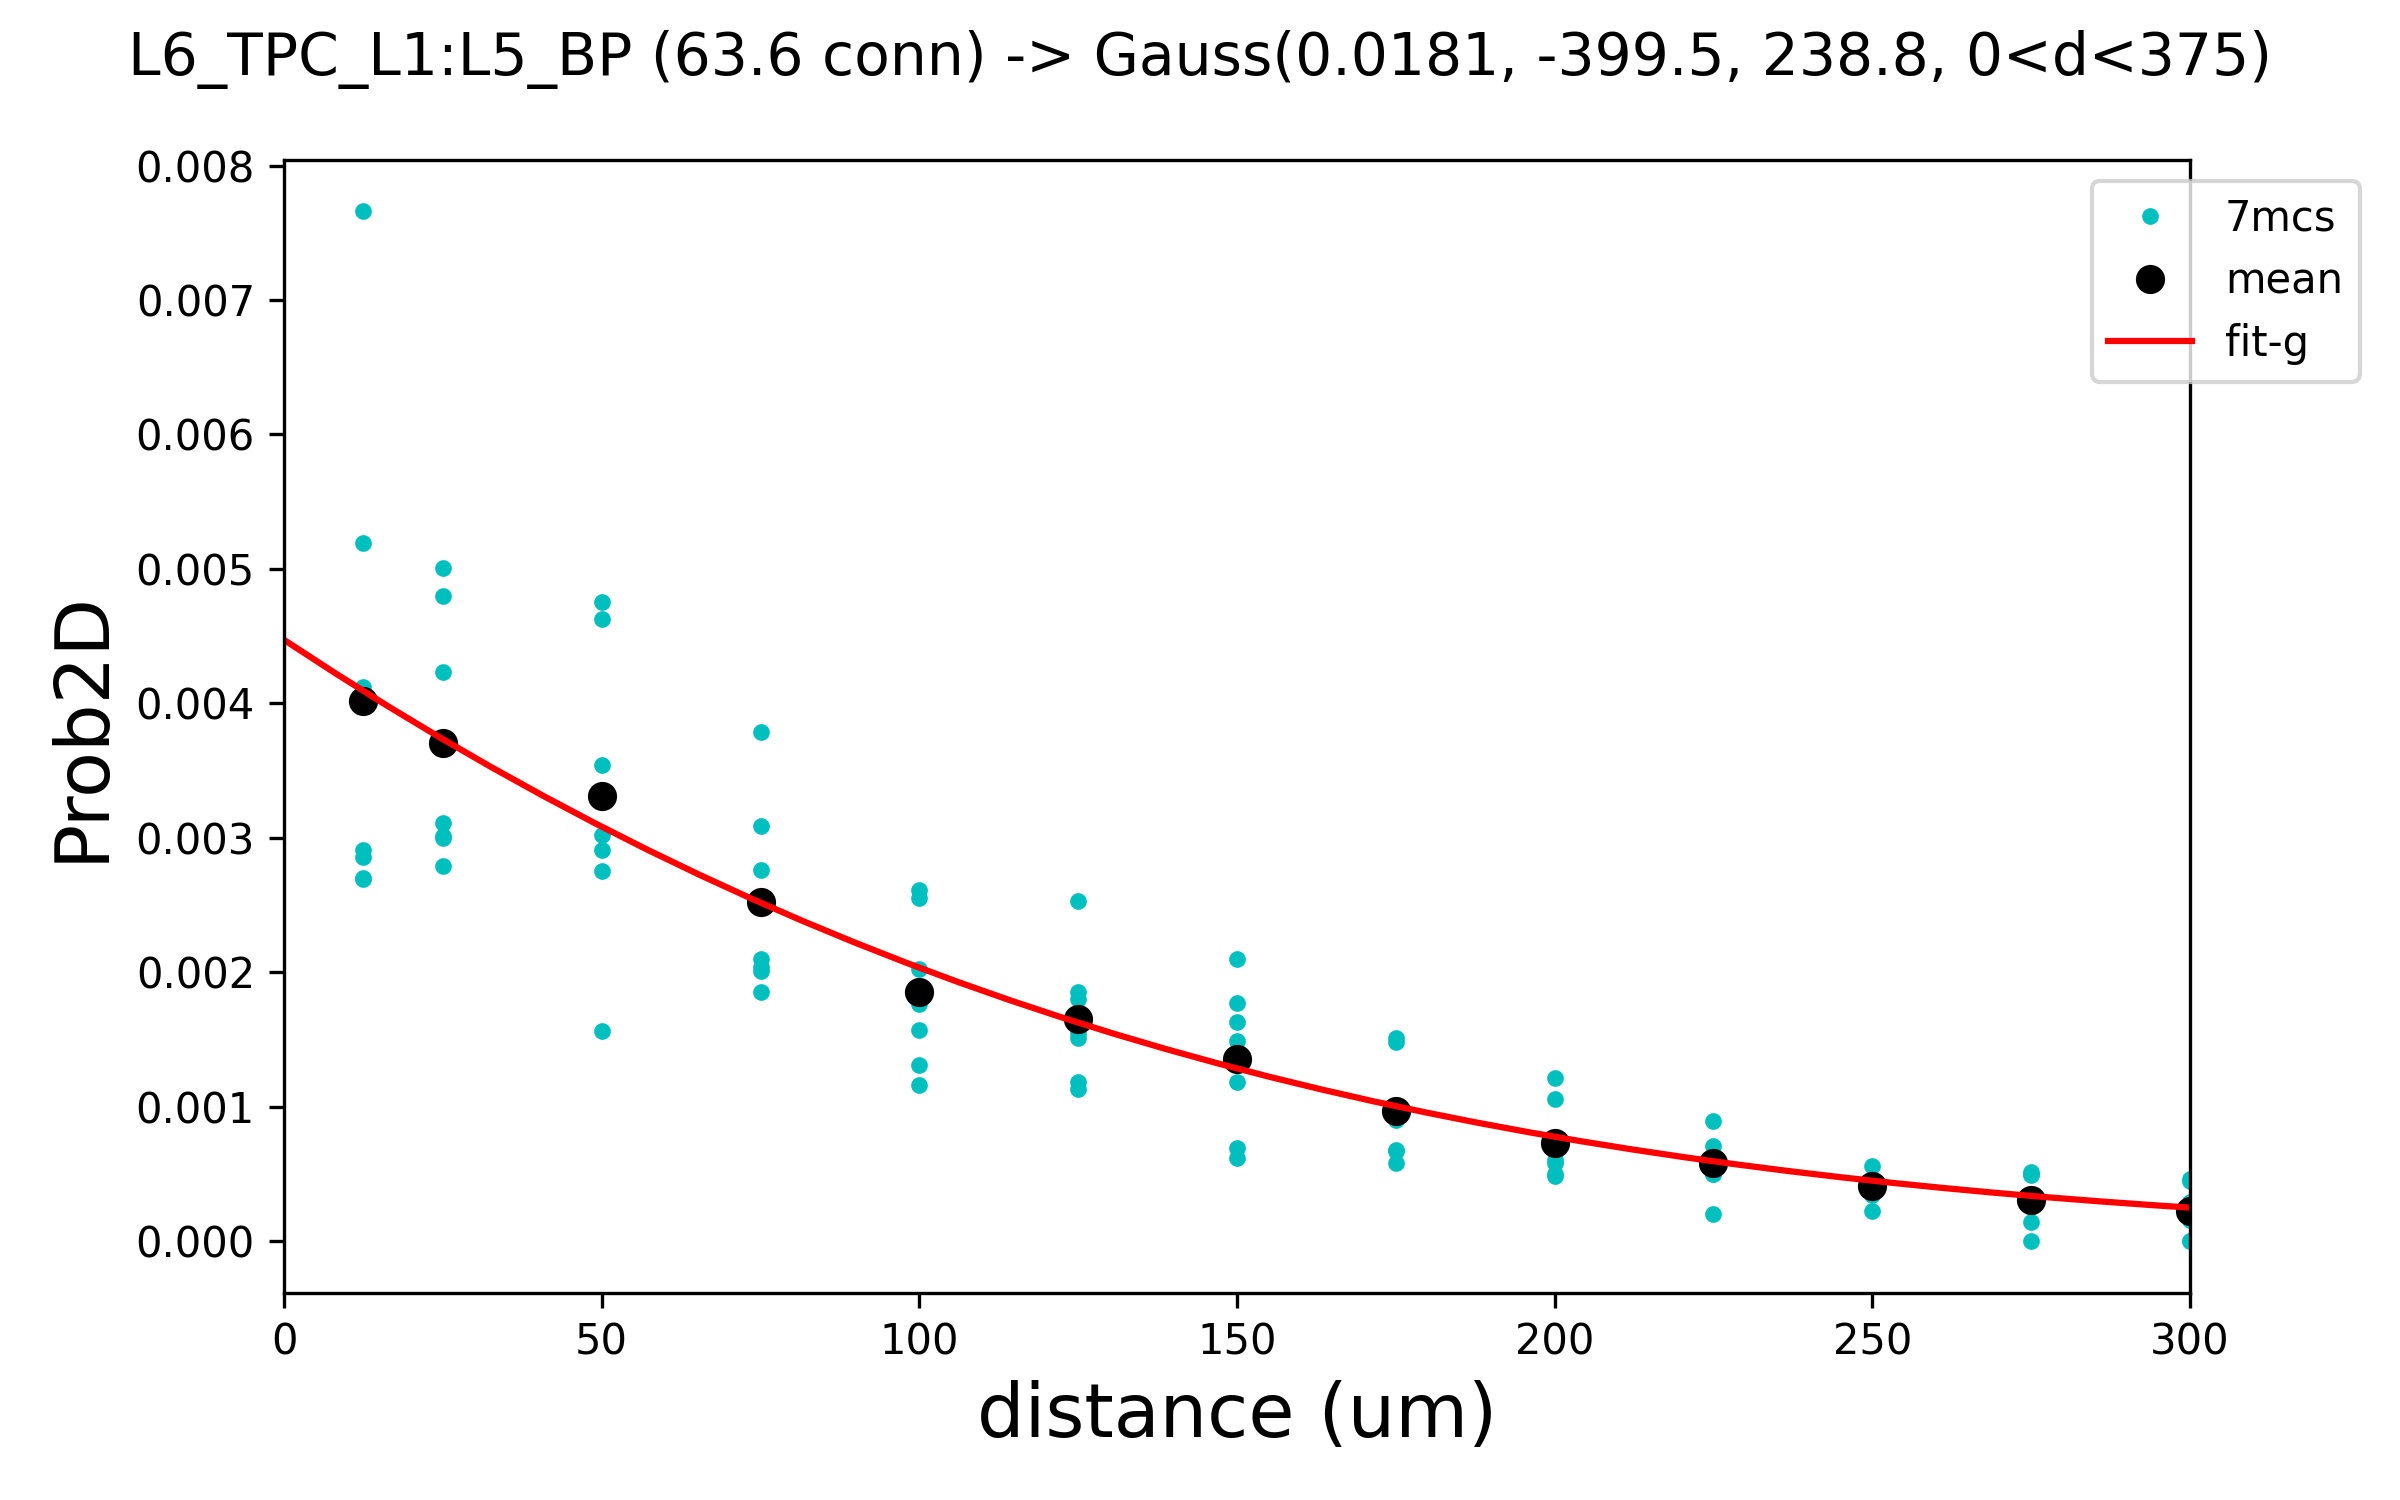 L6_TPC_L1:L5_BP (63.6 conn) -> Gauss(0.0181, -399.5, 238.8, 0<d<375)
0.008
0.007
0.006
0.005
0.004
0.003
0.002
0.001
0.000
Prob2D
7mcs
mean
fit-g
0 50 100 150 200 250 300
distance (um)